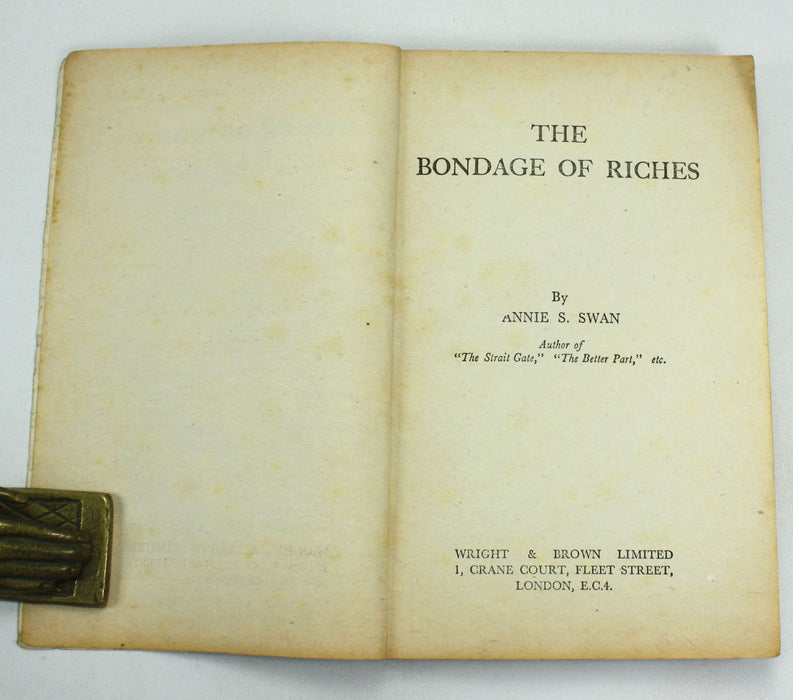 THE
BONDAGE OF RICHES
By
ANNIE S. SWAN
Author of
"The Strait Gate," "The Better Part," etc.
WRIGHT & BROWN LIMITED
1, CRANE COURT, FLEET STREET,
LONDON, E.C.4.